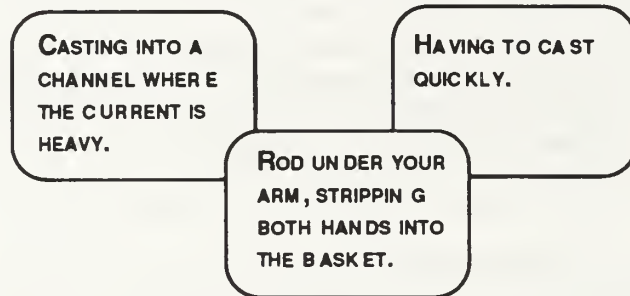 CASTING INTO A
CHANNEL WHERE
THE CURRENT IS
HEAVY.
HAVING TO CAST
QUICKLY.
ROD UNDER YOUR
ARM, STRIPPING
BOTH HANDS INTO
THE BASKET.